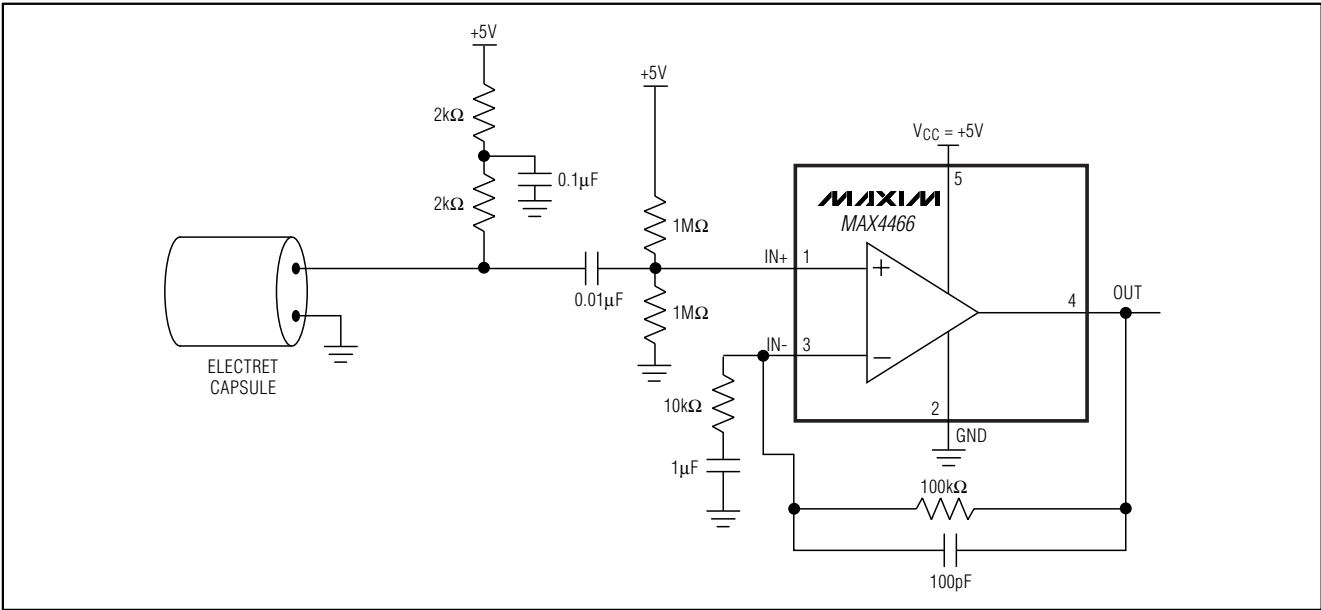 +5V
2kΩ
0.1µF
2kΩ
+5V
1MΩ
0.01µF
1MΩ
ELECTRET
CAPSULE
VCC = +5V
5
MAXIM
MAX4466
IN+ 1
+
4 OUT
IN- 3
−
10kΩ
1µF
2
GND
100kΩ
100pF